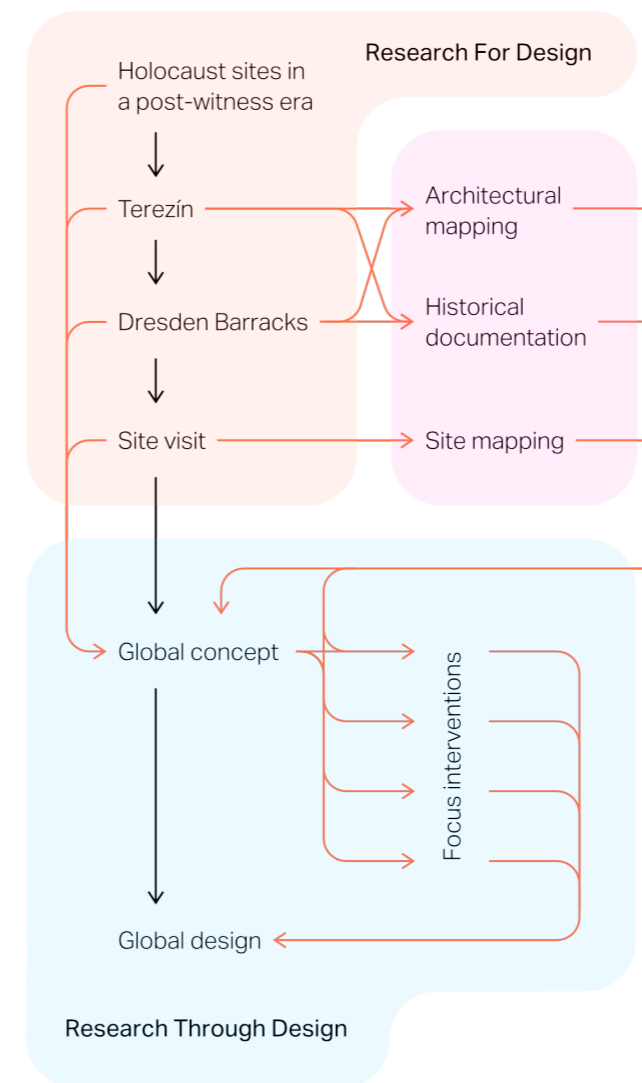 Research For Design
Holocaust sites in
a post-witness era
Terezín
Architectural
mapping
Dresden Barracks
Historical
documentation
Site visit
Site mapping
Global concept
Focus interventions
Global design
Research Through Design